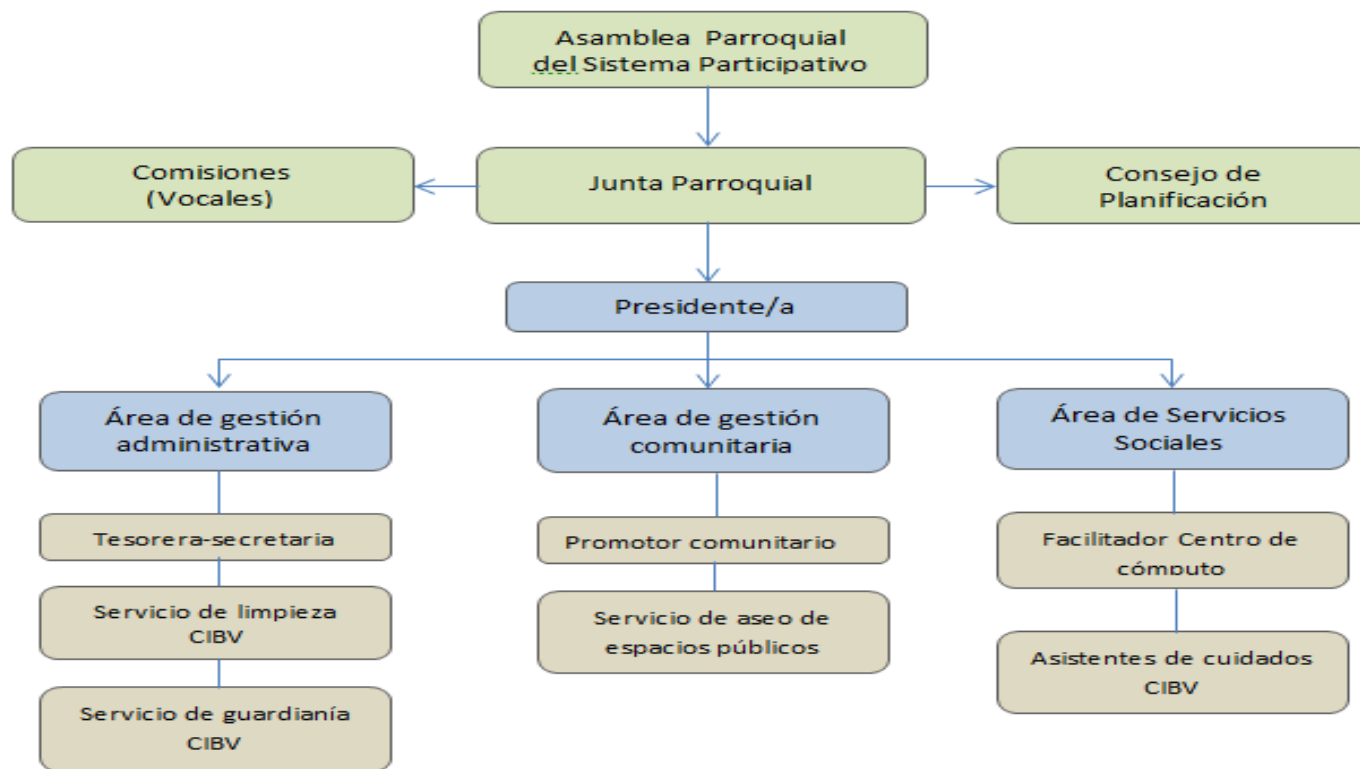 Asamblea Parroquial
del Sistema Participativo
Comisiones
(Vocales)
Junta Parroquial
Consejo de
Planificación
Presidente/a
Área de gestión
administrativa
Área de gestión
comunitaria
Área de Servicios
Sociales
Tesorera-secretaria
Promotor comunitario
Facilitador Centro de
cómputo
Servicio de limpieza
CIBV
Servicio de aseo de
espacios públicos
Asistentes de cuidados
CIBV
Servicio de guardianía
CIBV